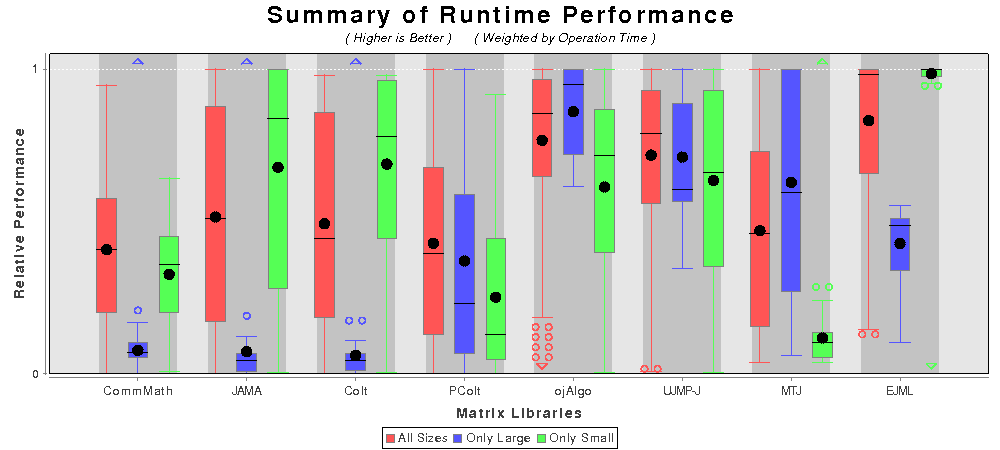 Summary of Runtime Performance
( Higher is Better ) ( Weighted by Operation Time )
1
Relative Performance
0
CommMath JAMA Colt PColt ojAlgo UJMP-J MTJ EJML
Matrix Libraries
All Sizes Only Large Only Small